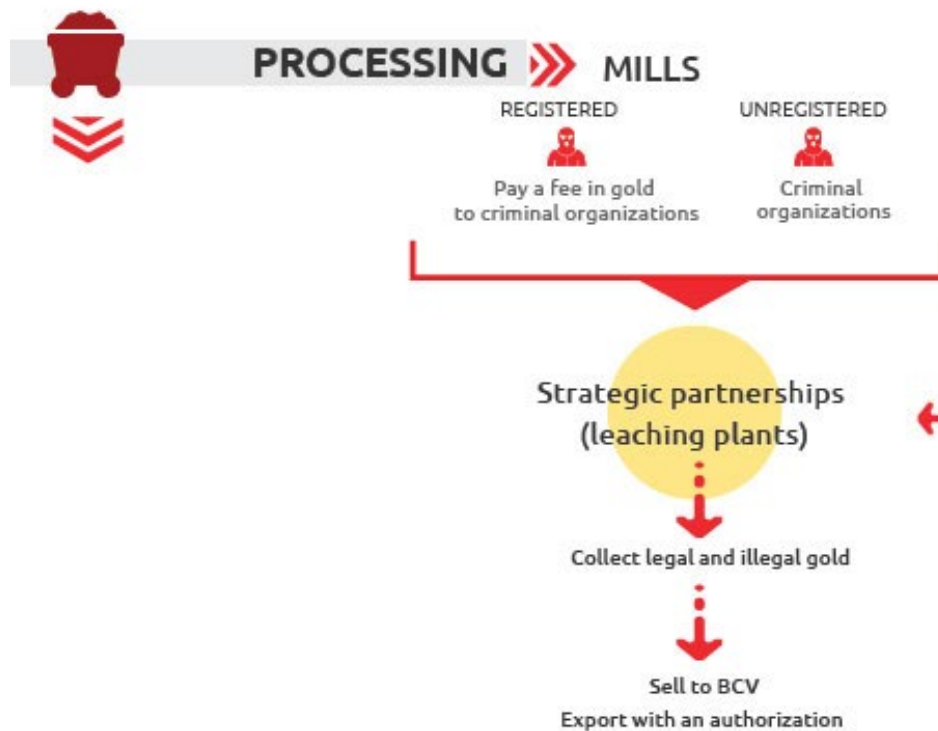 PROCESSING MILLS
REGISTERED
Pay a fee in gold
to criminal organizations
UNREGISTERED
Criminal
organizations
Strategic partnerships
(leaching plants)
Collect legal and illegal gold
Sell to BCV
Export with an authorization